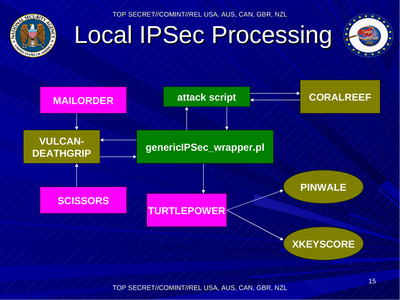 TOP SECRET//COMINT//REL USA, AUS, CAN, GBR, NZL
Local IPSec Processing
MAILORDER
attack script
CORALREEF
VULCAN-
DEATHGRIP
genericIPSec_wrapper.pl
SCISSORS
TURTLEPOWER
PINWALE
XKEYSCORE
15
TOP SECRET//COMINT//REL USA, AUS, CAN, GBR, NZL